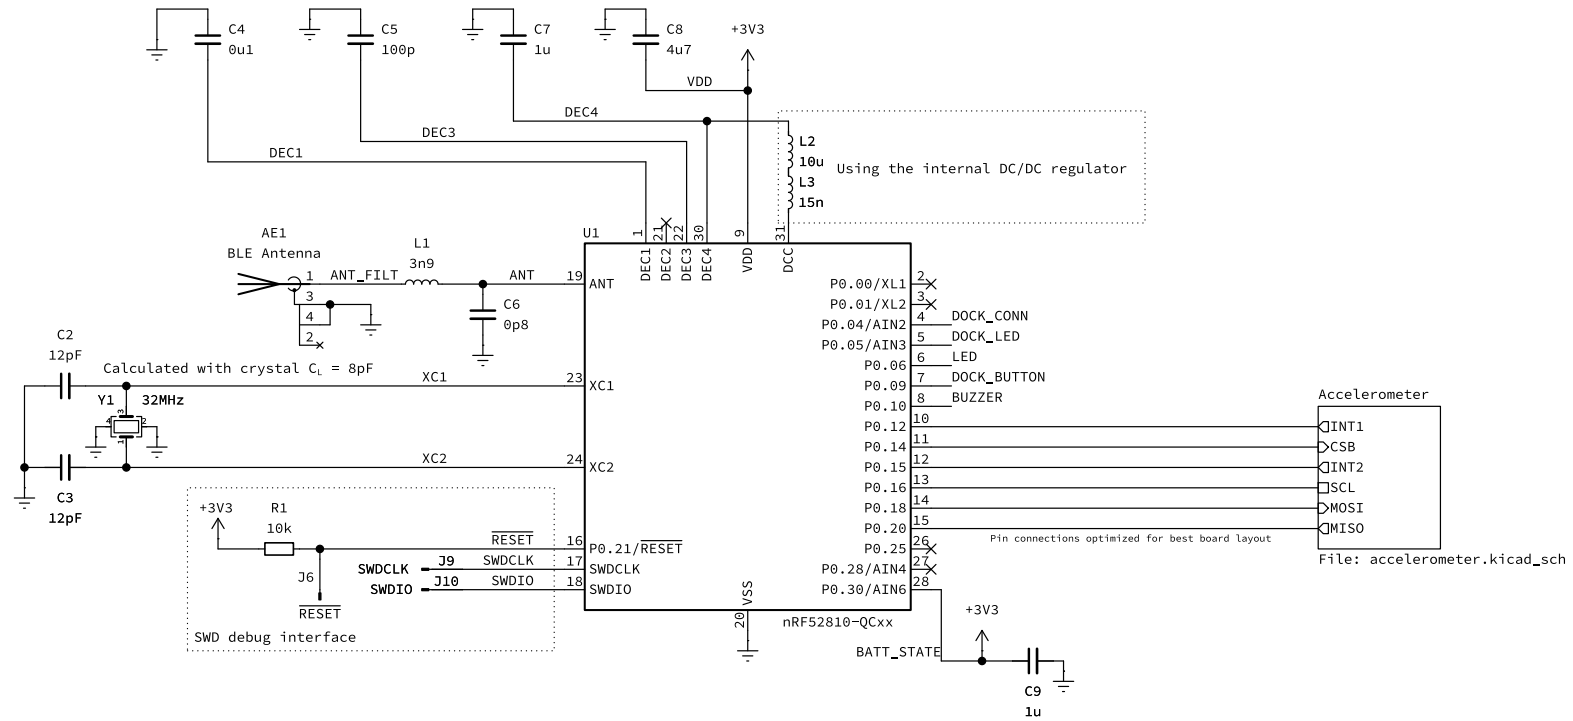 C4
0u1
C5
100p
C7
1u
C8
4u7
+3V3
VDD
DEC4
DEC3
DEC1
L2
10u
L3
15n
Using the internal DC/DC regulator
U1
1
21
22
30
9
31
DEC1
DEC2
DEC3
DEC4
VDD
DCC
AE1
BLE Antenna
1
3
4
2
ANT_FILT
L1
3n9
ANT
19
ANT
C6
0p8
C2
12pF
Calculated with crystal CL = 8pF
XC1
23
XC1
Y1
32MHz
3
4
2
1
XC2
24
XC2
C3
12pF
+3V3
R1
10k
RESET
16
P0.21/RESET
J9
SWDCLK
SWDCLK
17
SWDCLK
J6
J10
SWDIO
SWDIO
18
SWDIO
RESET
SWD debug interface
VSS
20
nRF52810-QCxx
P0.00/XL1
2
P0.01/XL2
3
P0.04/AIN2
4
DOCK_CONN
P0.05/AIN3
5
DOCK_LED
P0.06
6
LED
P0.09
7
DOCK_BUTTON
P0.10
8
BUZZER
P0.12
10
P0.14
11
P0.15
12
P0.16
13
P0.18
14
P0.20
15
P0.25
26
P0.28/AIN4
27
P0.30/AIN6
28
Pin connections optimized for best board layout
Accelerometer
INT1
CSB
INT2
SCL
MOSI
MISO
File: accelerometer.kicad_sch
+3V3
BATT_STATE
C9
1u